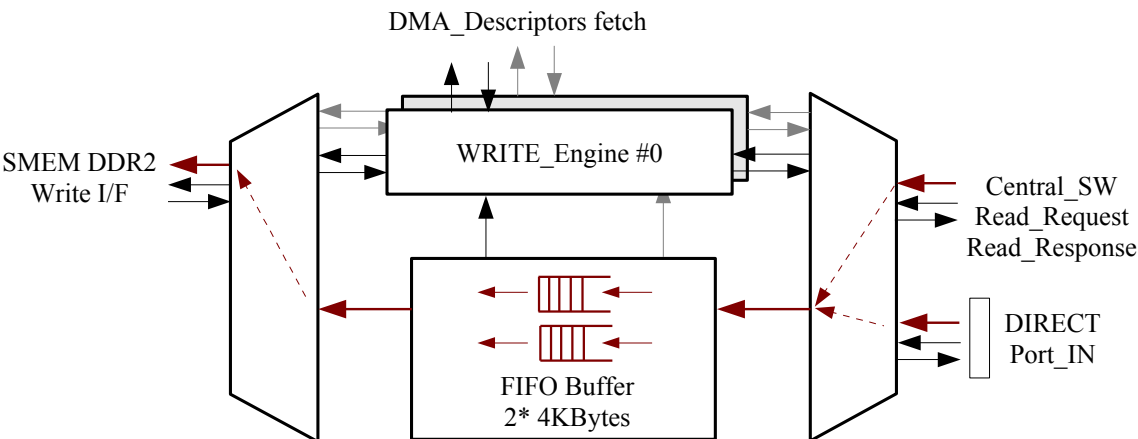 DMA_Descriptors fetch
WRITE_Engine #0
SMEM DDR2
Write I/F
Central_SW
Read_Request
Read_Response
DIRECT
Port_IN
FIFO Buffer
2* 4KBytes